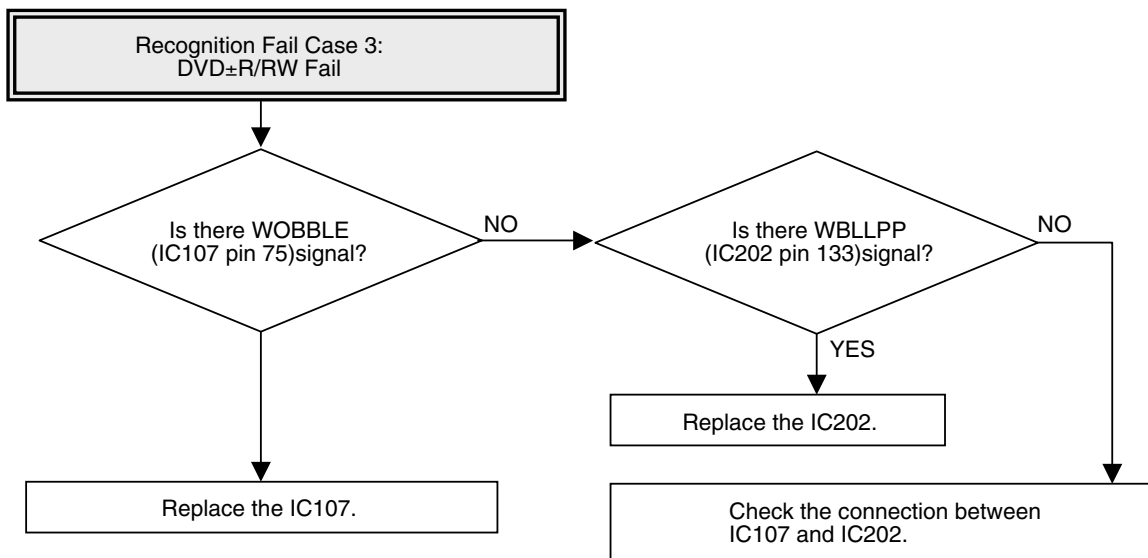 Recognition Fail Case 3:
DVD±R/RW Fail
Is there WOBBLE
(IC107 pin 75)signal?
NO
Is there WBLLPP
(IC202 pin 133)signal?
NO
YES
Replace the IC202.
Replace the IC107.
Check the connection between
IC107 and IC202.